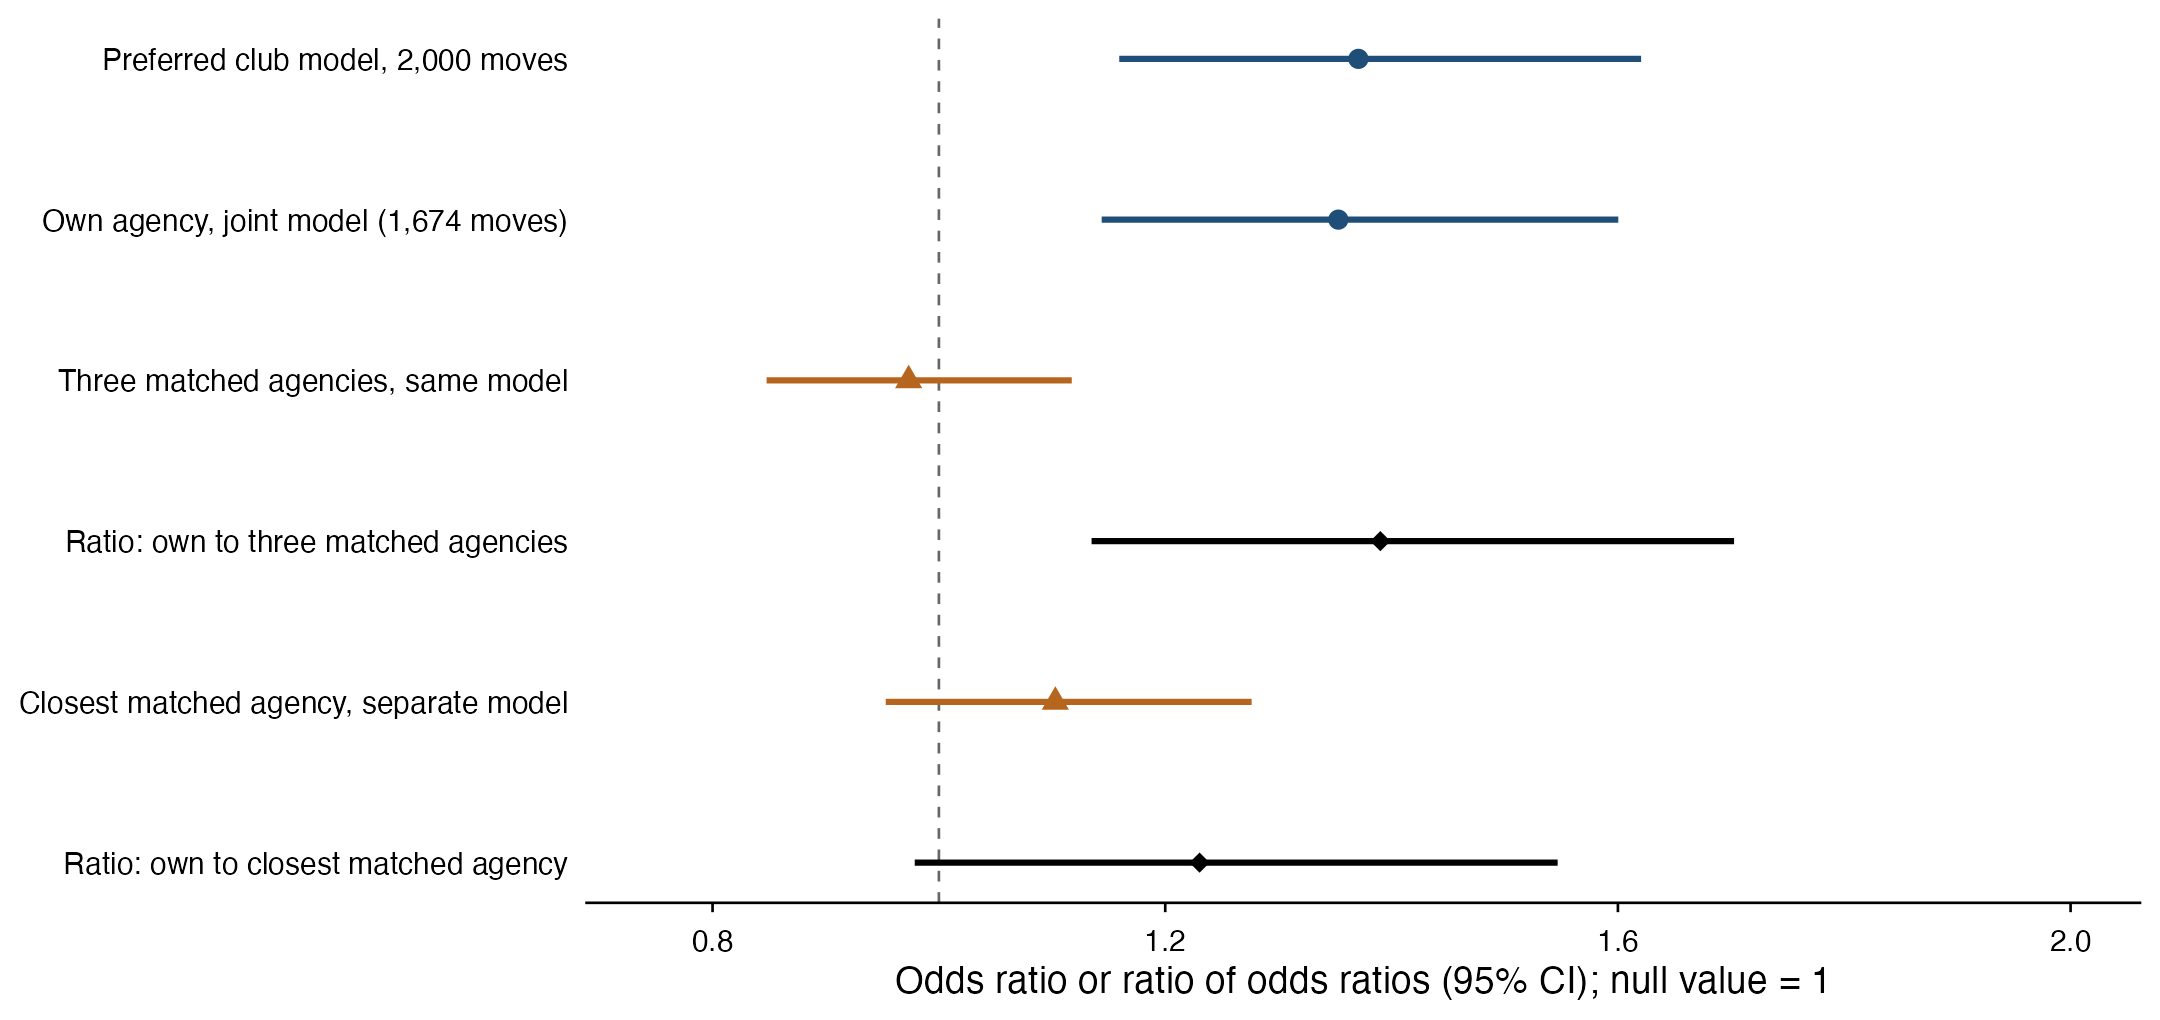 Preferred club model, 2,000 moves
Own agency, joint model (1,674 moves)
Three matched agencies, same model
Ratio: own to three matched agencies
Closest matched agency, separate model
Ratio: own to closest matched agency
0.8 1.2 1.6 2.0
Odds ratio or ratio of odds ratios (95% CI); null value = 1